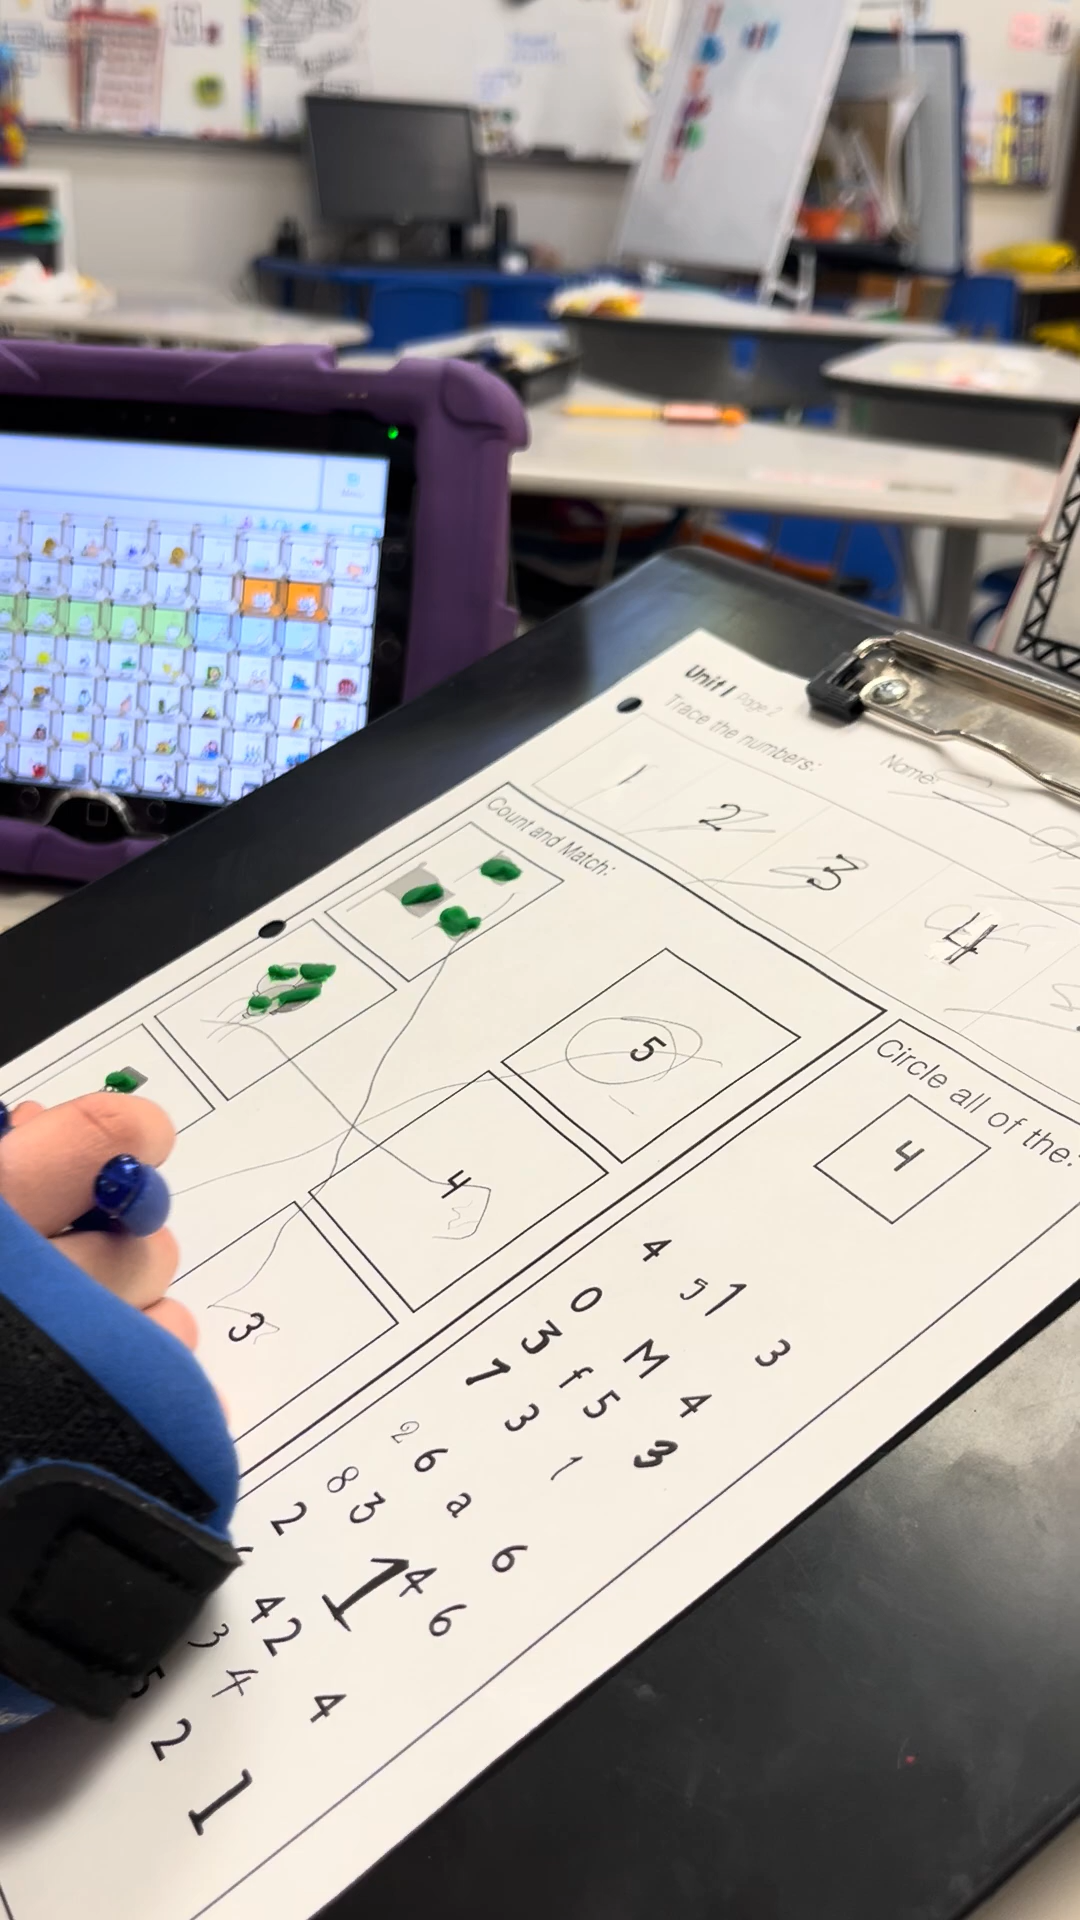 Unit 1 Page 2
Name:
Trace the numbers:
1 2 3 4 5
Count and Match:
5
4
3
Circle all of the:
4
4 5 1 3
0 M 4
3 f 5 3
7 3 1
2 6 a 6
8 3
2 1 4 6
4 2
3 4 4
5
2 1